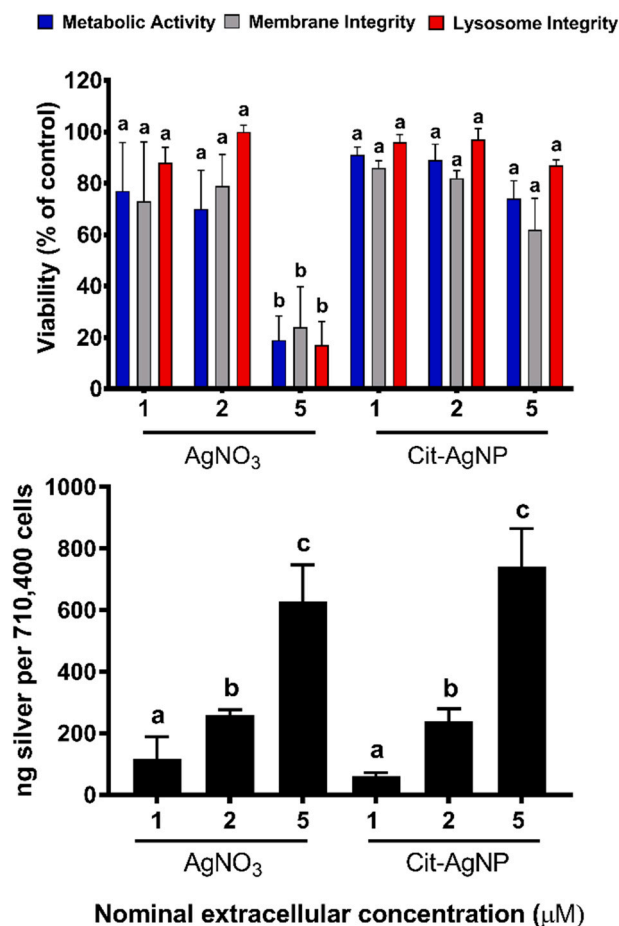 Metabolic Activity Membrane Integrity Lysosome Integrity
Viability (% of control)
120
100
80
60
40
20
0
a a a a a a b b b a a a a a a a a a
1 2 5 1 2 5
AgNO3 Cit-AgNP
ng silver per 710,400 cells
1000
800
600
400
200
0
a b c a b c
1 2 5 1 2 5
AgNO3 Cit-AgNP
Nominal extracellular concentration (μM)